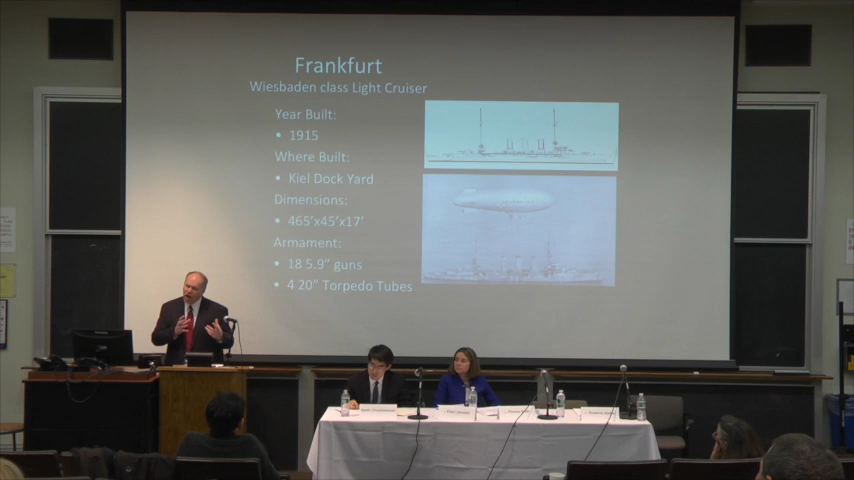 Frankfurt
Wiesbaden class Light Cruiser
Year Built:
• 1915
Where Built:
• Kiel Dock Yard
Dimensions:
• 465'x45'x17'
Armament:
• 18 5.9" guns
• 4 20" Torpedo Tubes